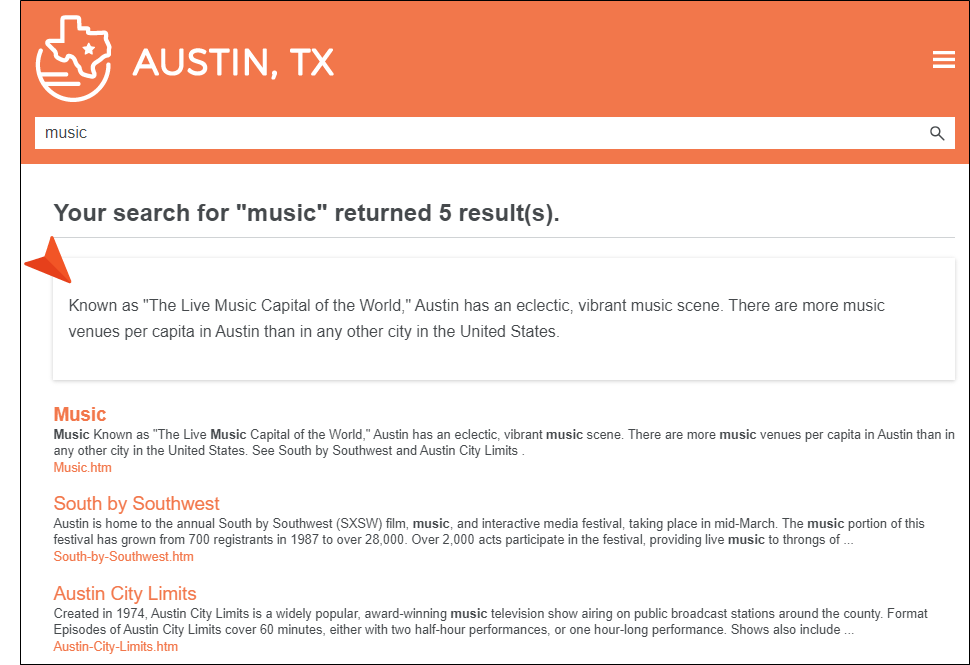 AUSTIN, TX
music
Your search for "music" returned 5 result(s).
Known as "The Live Music Capital of the World," Austin has an eclectic, vibrant music scene. There are more music
venues per capita in Austin than in any other city in the United States.
Music
Music Known as "The Live Music Capital of the World," Austin has an eclectic, vibrant music scene. There are more music venues per capita in Austin than in
any other city in the United States. See South by Southwest and Austin City Limits .
Music.htm
South by Southwest
Austin is home to the annual South by Southwest (SXSW) film, music, and interactive media festival, taking place in mid-March. The music portion of this
festival has grown from 700 registrants in 1987 to over 28,000. Over 2,000 acts participate in the festival, providing live music to throngs of ...
South-by-Southwest.htm
Austin City Limits
Created in 1974, Austin City Limits is a widely popular, award-winning music television show airing on public broadcast stations around the county. Format
Episodes of Austin City Limits cover 60 minutes, either with two half-hour performances, or one hour-long performance. Shows also include ...
Austin-City-Limits.htm